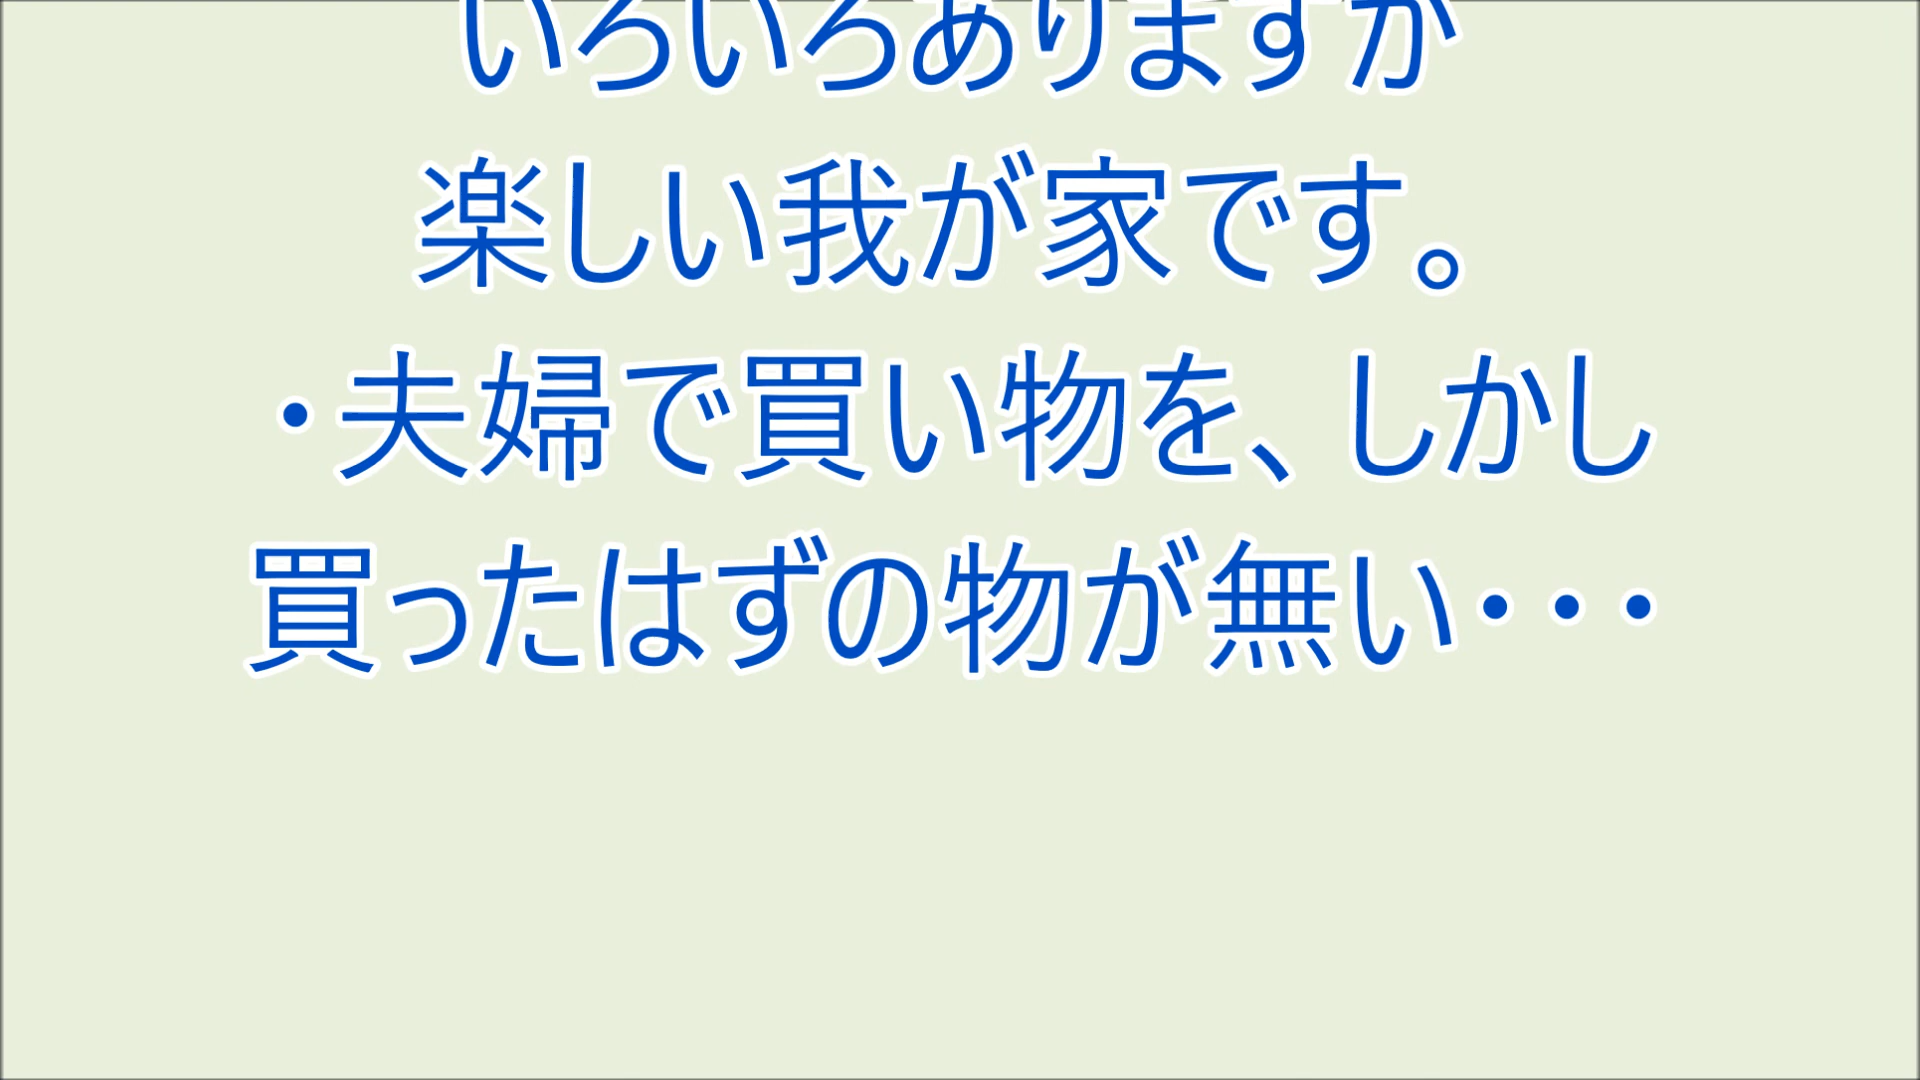 いろいろありますが
楽しい我が家です。
・夫婦で買い物を、しかし
買ったはずの物が無い・・・